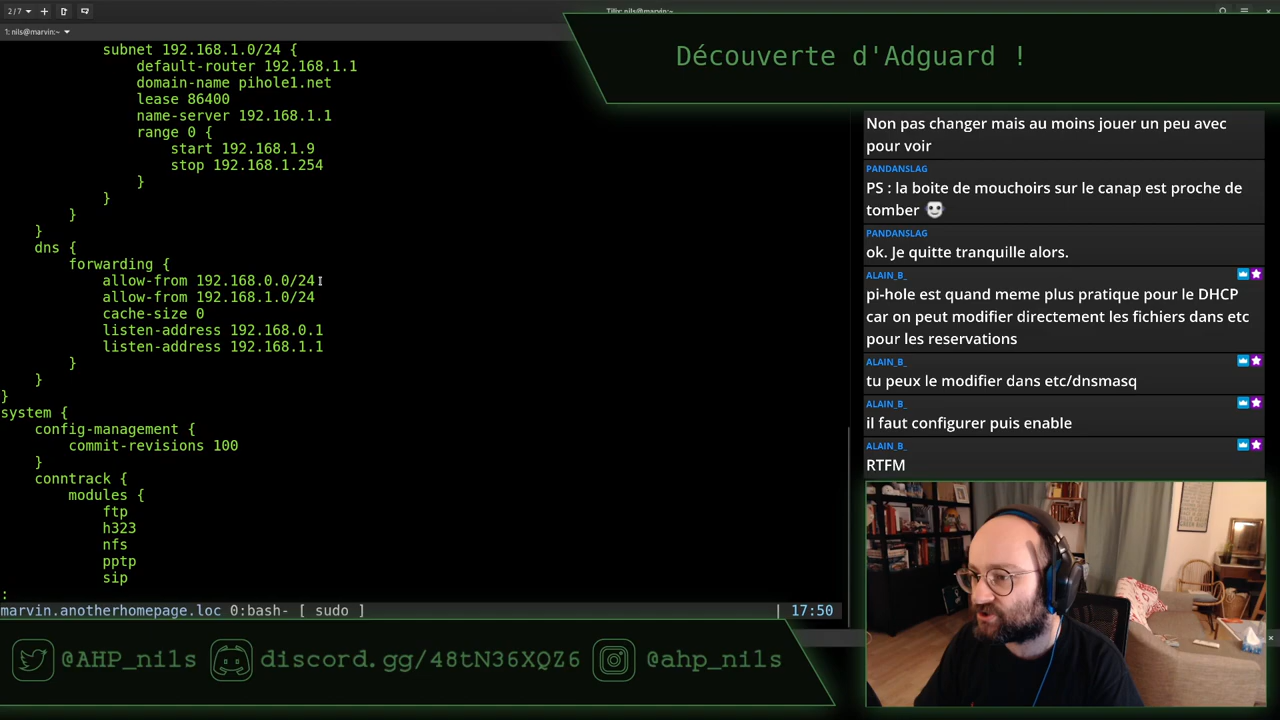 2/7
Tilix: nils@marvin:~
1: nils@marvin:~
subnet 192.168.1.0/24 {
default-router 192.168.1.1
domain-name pihole1.net
lease 86400
name-server 192.168.1.1
range 0 {
start 192.168.1.9
stop 192.168.1.254
}
}
}
}
dns {
forwarding {
allow-from 192.168.0.0/24
allow-from 192.168.1.0/24
cache-size 0
listen-address 192.168.0.1
listen-address 192.168.1.1
}
}
}
system {
config-management {
commit-revisions 100
}
conntrack {
modules {
ftp
h323
nfs
pptp
sip
:
marvin.anotherhomepage.loc 0:bash- [ sudo ] | 17:50
Découverte d'Adguard !
Non pas changer mais au moins jouer un peu avec
pour voir
PANDANSLAG
PS : la boite de mouchoirs sur le canap est proche de
tomber
PANDANSLAG
ok. Je quitte tranquille alors.
ALAIN_B_
pi-hole est quand meme plus pratique pour le DHCP
car on peut modifier directement les fichiers dans etc
pour les reservations
ALAIN_B_
tu peux le modifier dans etc/dnsmasq
ALAIN_B_
il faut configurer puis enable
ALAIN_B_
RTFM
@AHP_nils discord.gg/48tN36XQZ6 @ahp_nils